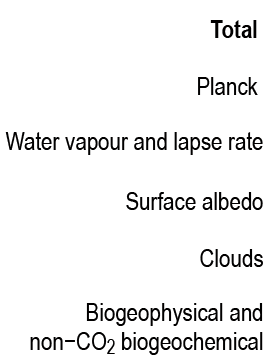 Total
Planck
Water vapour and lapse rate
Surface albedo
Clouds
Biogeophysical and
non−CO₂ biogeochemical